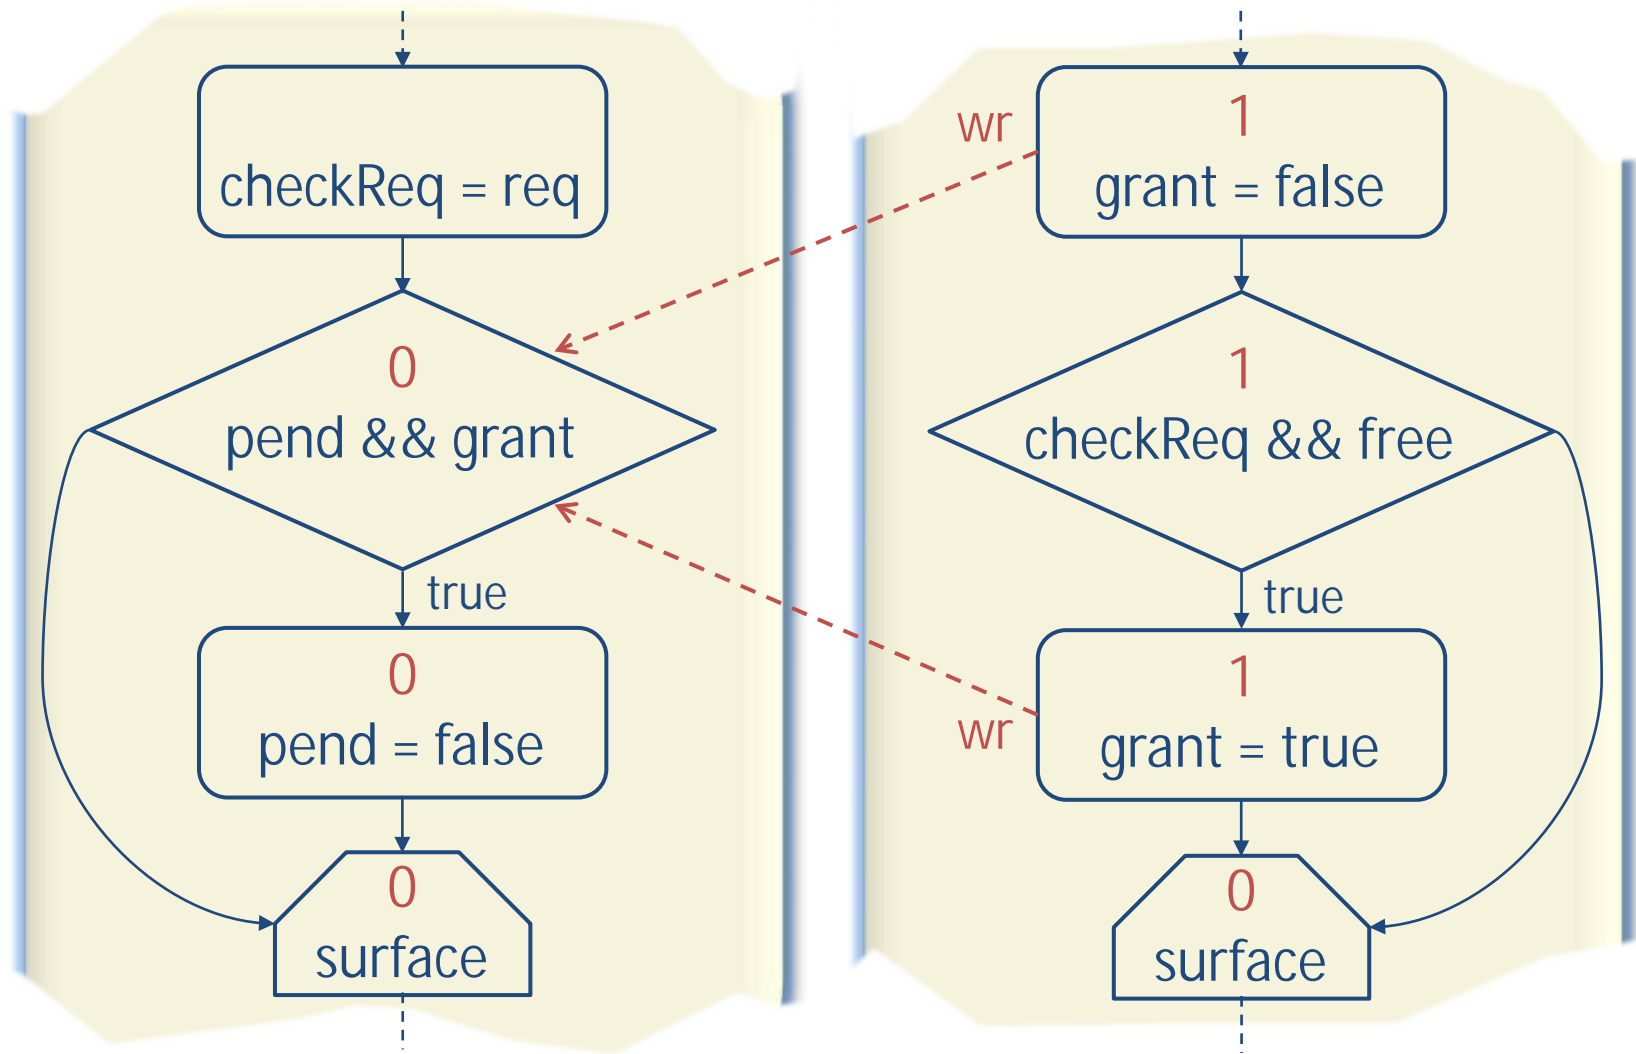 checkReq = req
0
pend && grant
true
0
pend = false
0
surface
wr
1
grant = false
1
checkReq && free
true
1
wr
grant = true
0
surface